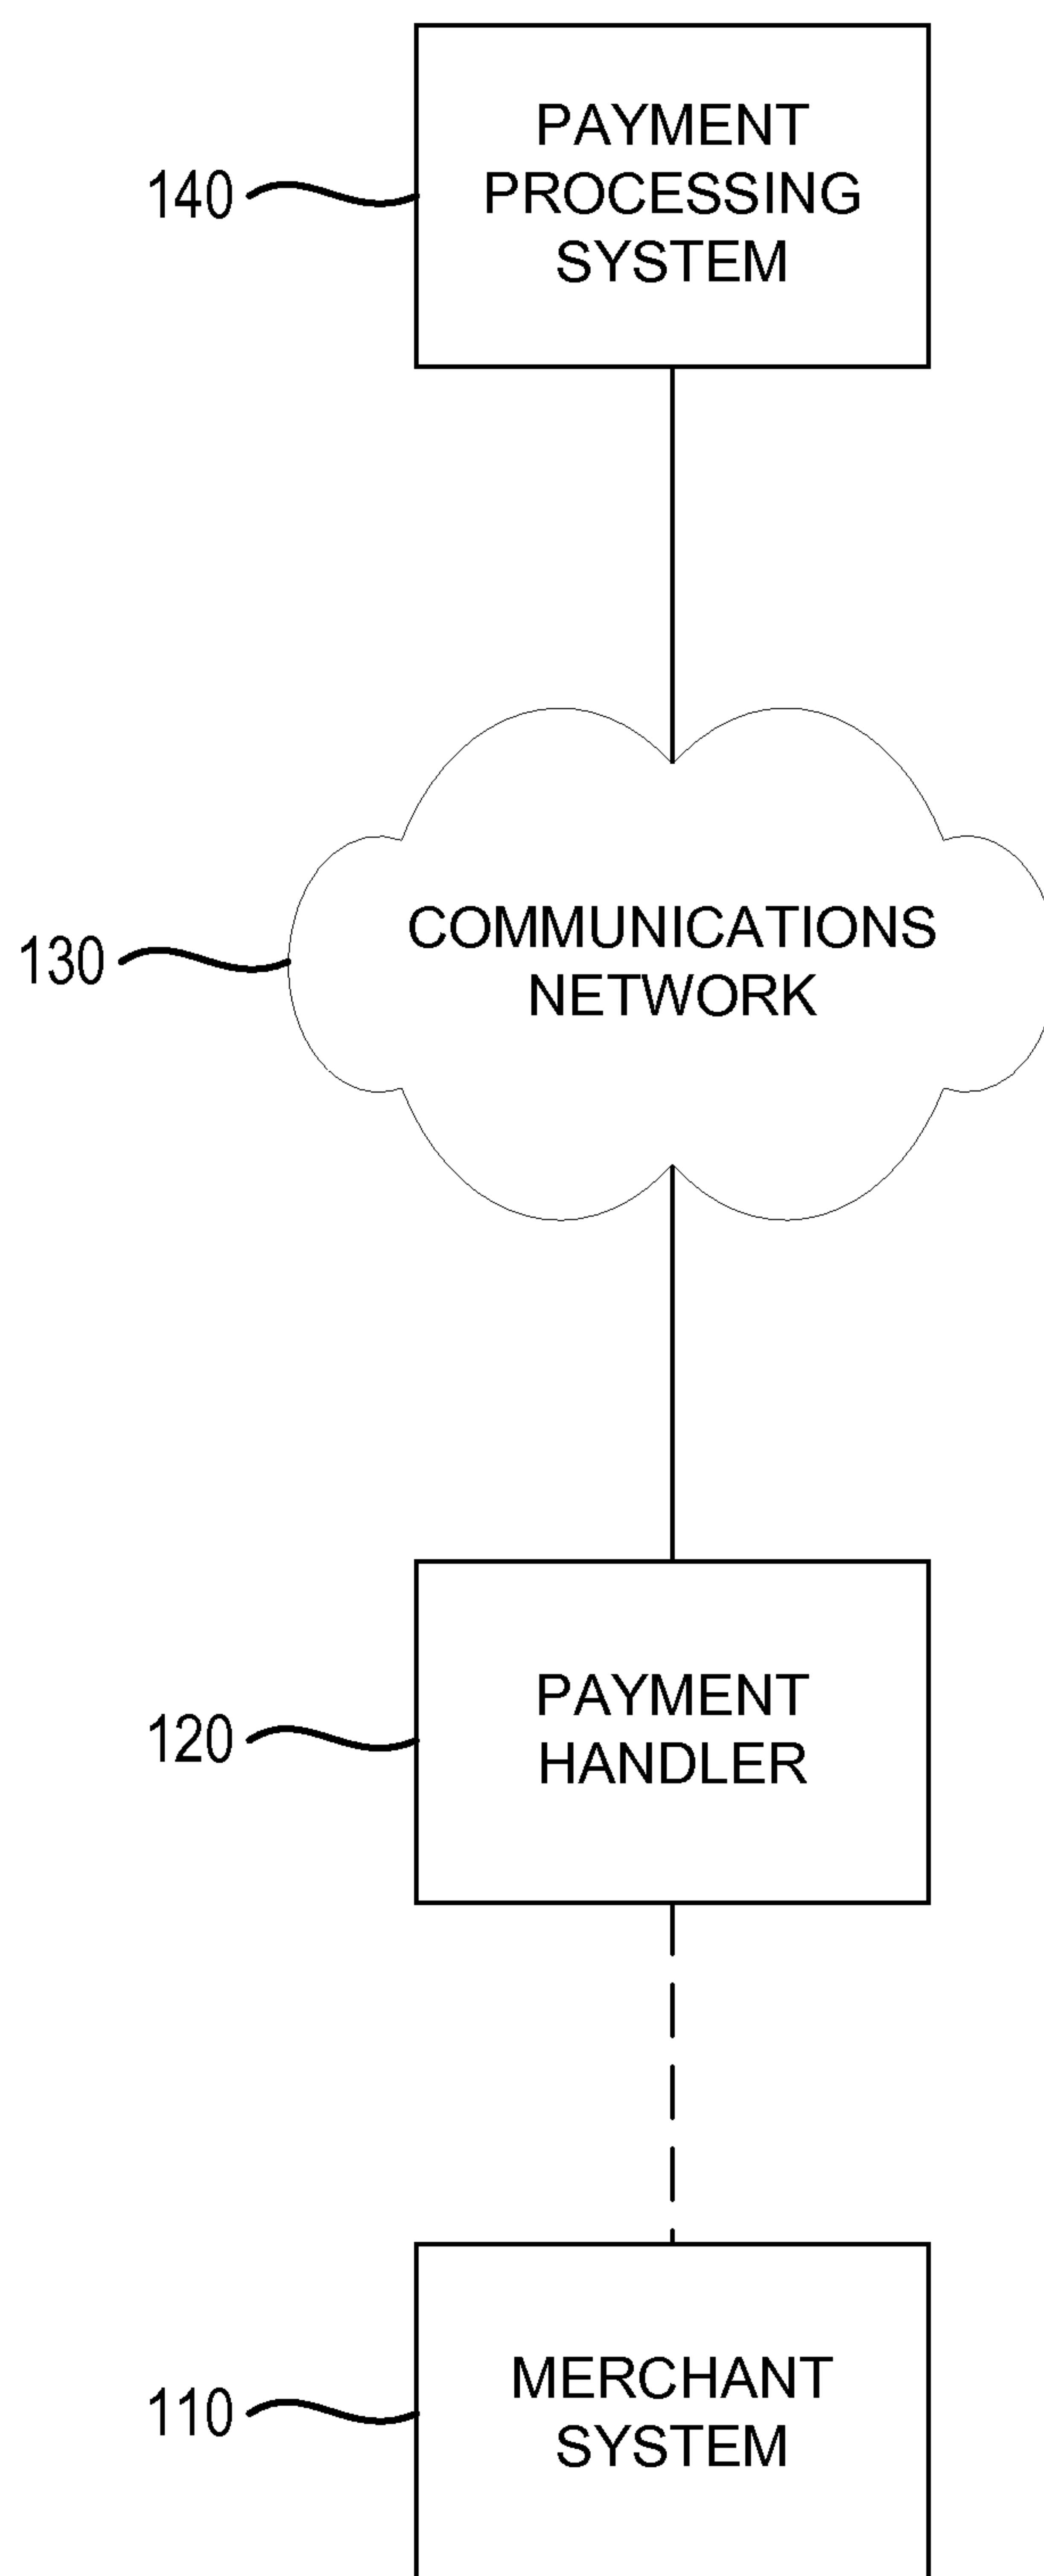 PAYMENT
PROCESSING
SYSTEM
140
COMMUNICATIONS
NETWORK
130
PAYMENT
HANDLER
120
MERCHANT
SYSTEM
110